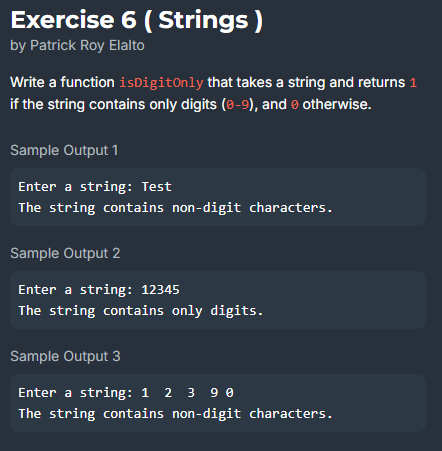 Exercise 6 ( Strings )
by Patrick Roy Elalto
Write a function isDigitOnly that takes a string and returns 1
if the string contains only digits (0-9), and 0 otherwise.
Sample Output 1
Enter a string: Test
The string contains non-digit characters.
Sample Output 2
Enter a string: 12345
The string contains only digits.
Sample Output 3
Enter a string: 1  2  3  9 0
The string contains non-digit characters.